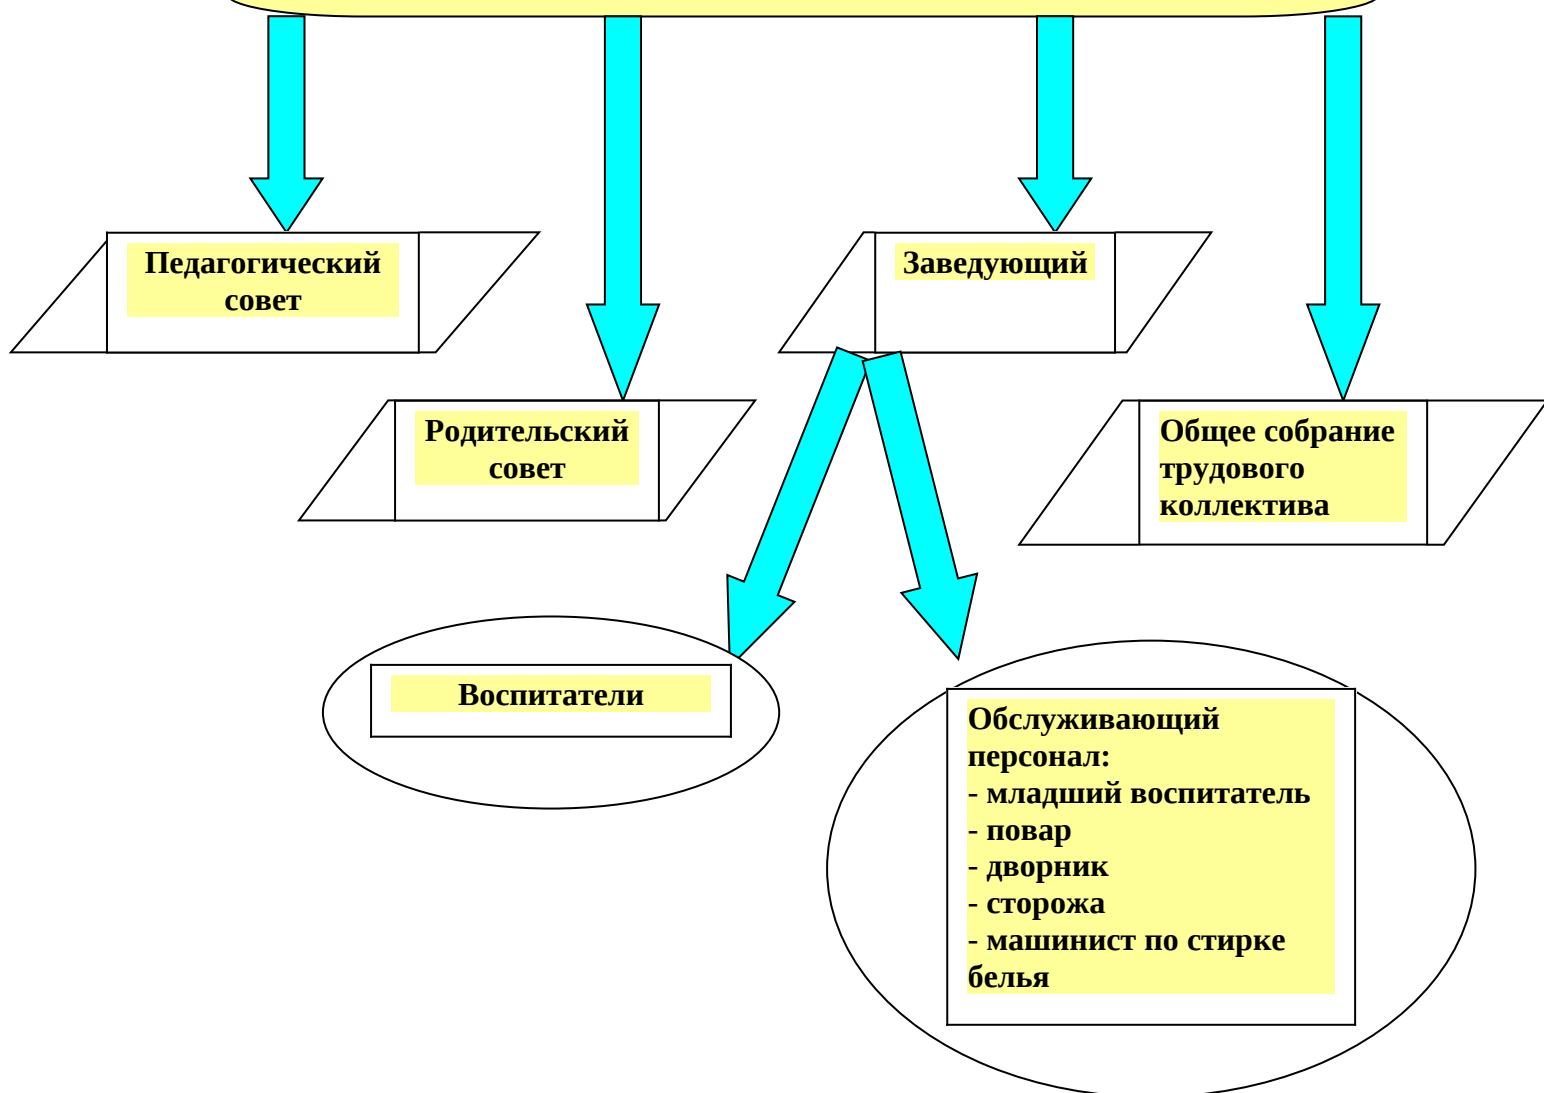 Педагогический
совет
Заведующий
Родительский
совет
Общее собрание
трудового
коллектива
Воспитатели
Обслуживающий
персонал:
- младший воспитатель
- повар
- дворник
- сторожа
- машинист по стирке
белья